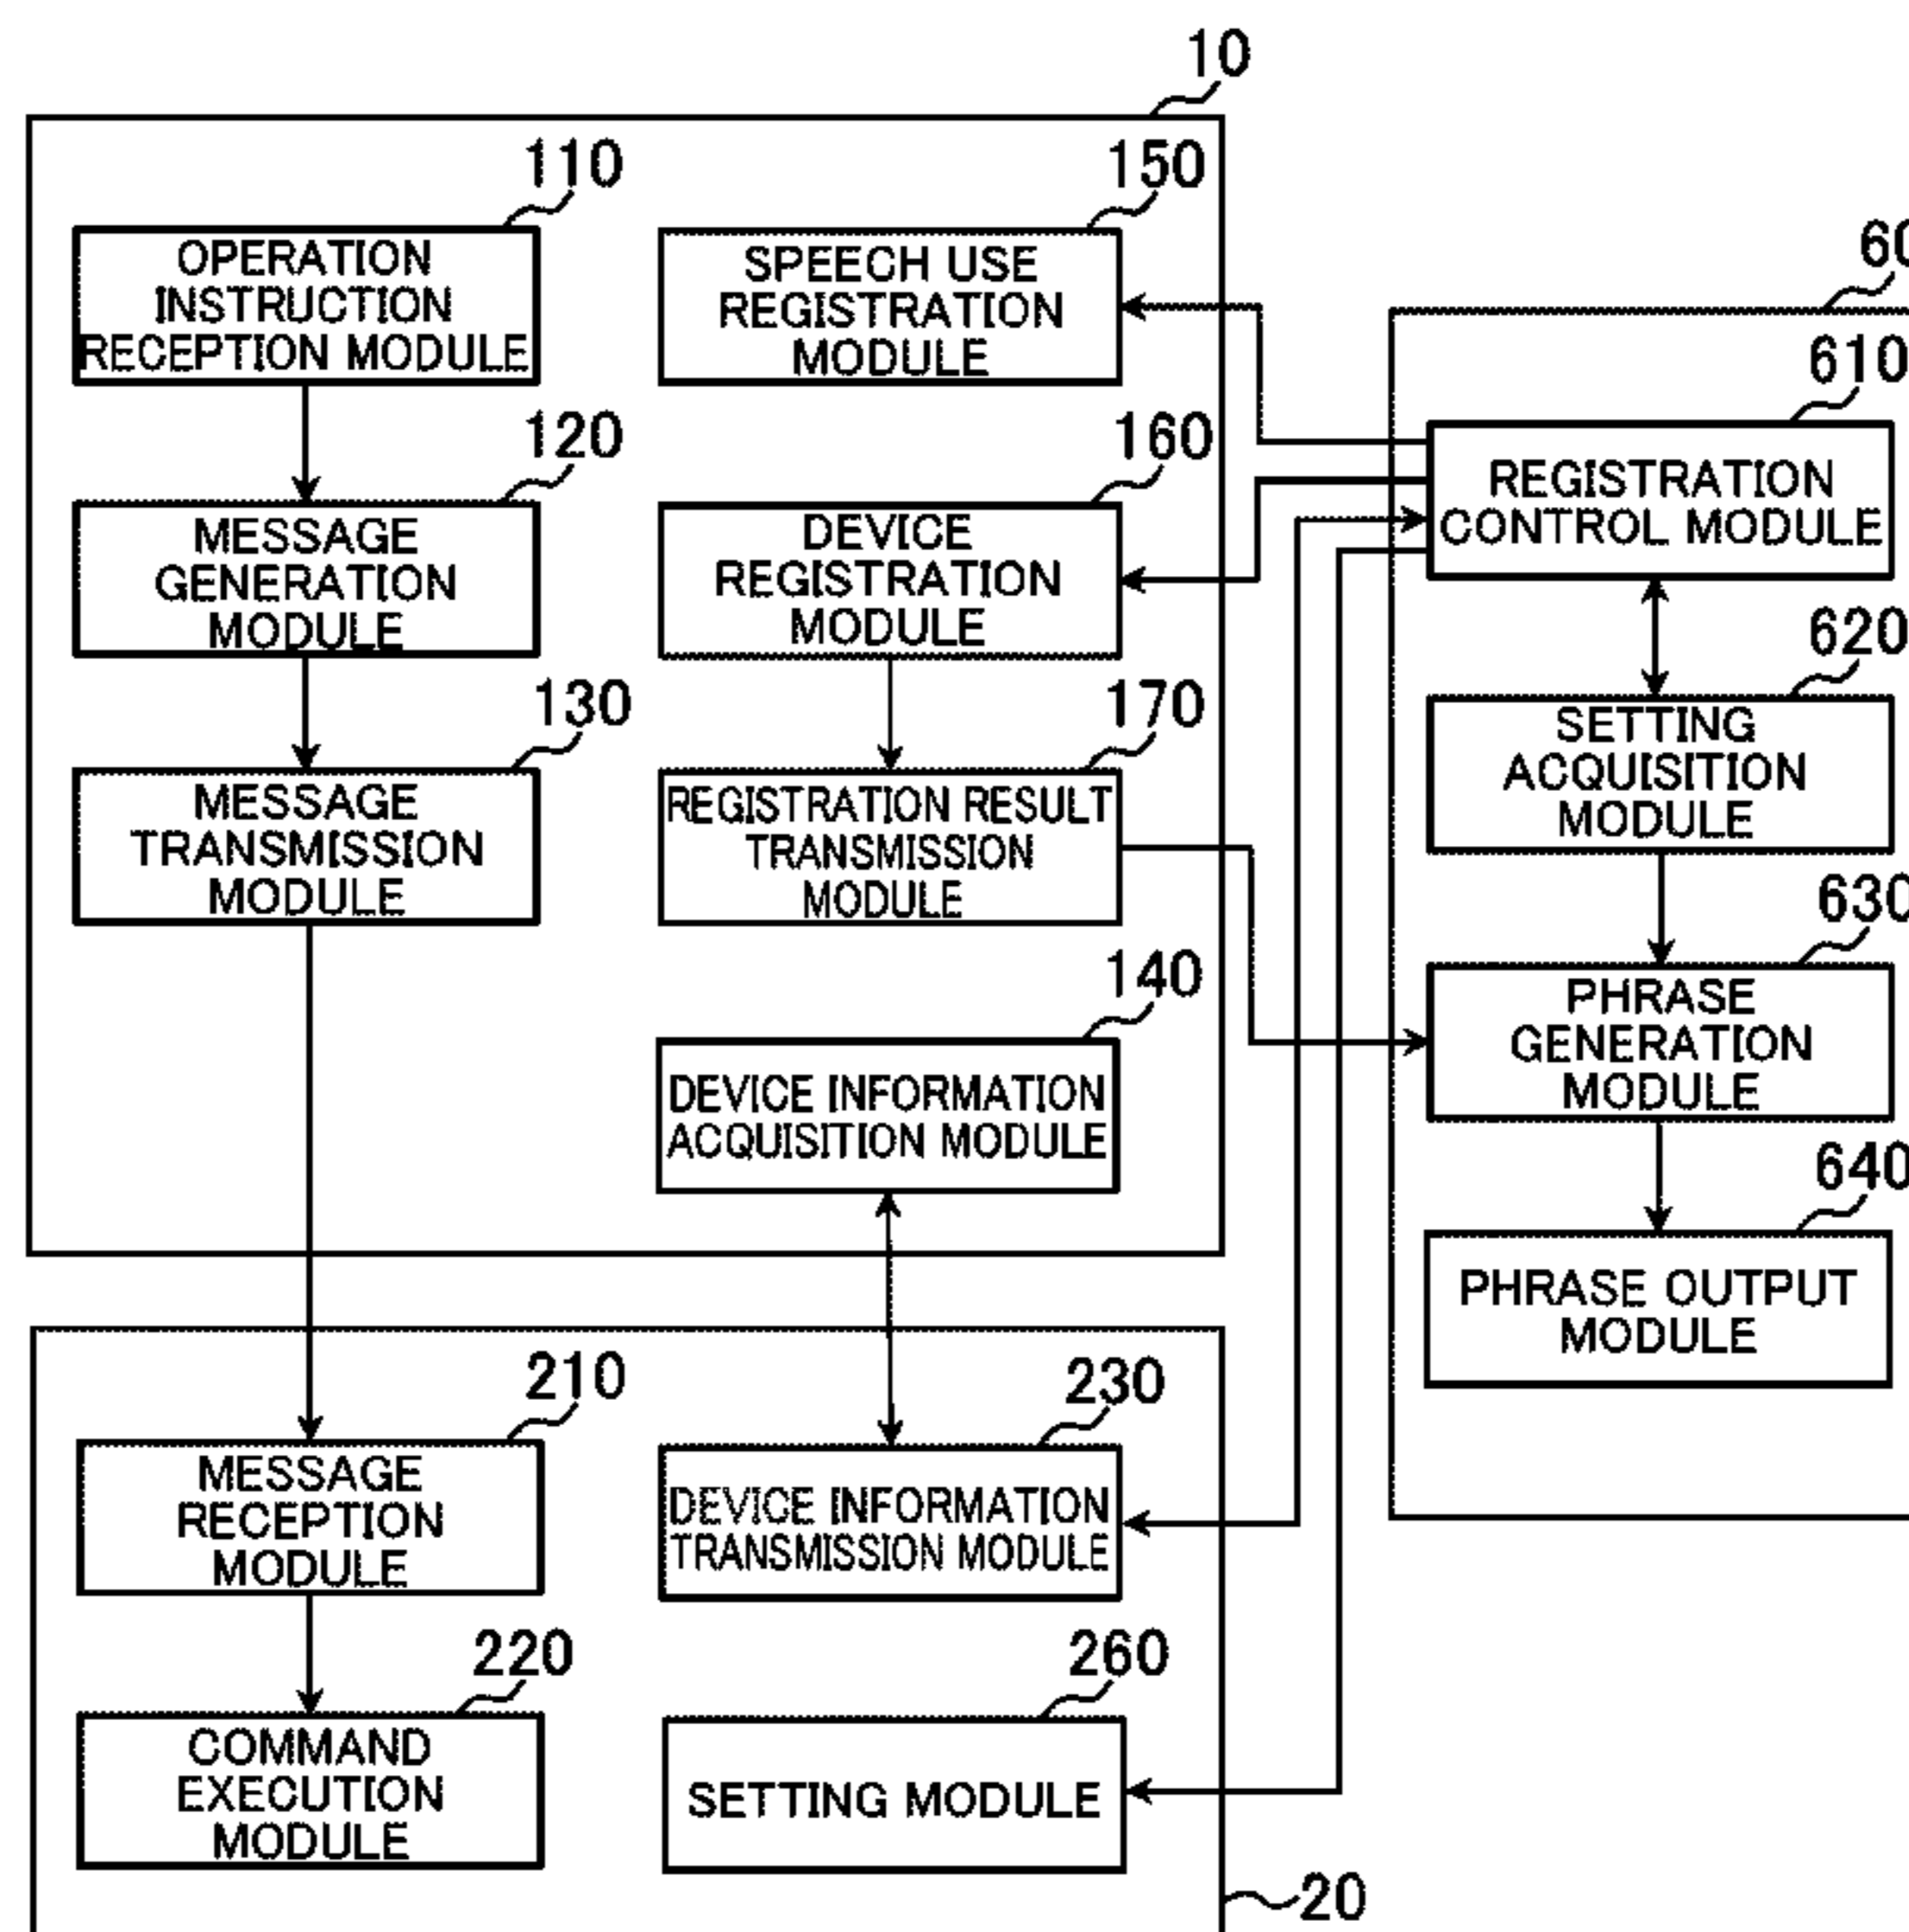 10
110
OPERATION
INSTRUCTION
RECEPTION MODULE
150
SPEECH USE
REGISTRATION
MODULE
120
MESSAGE
GENERATION
MODULE
160
DEVICE
REGISTRATION
MODULE
130
MESSAGE
TRANSMISSION
MODULE
170
REGISTRATION RESULT
TRANSMISSION
MODULE
140
DEVICE INFORMATION
ACQUISITION MODULE
60
610
REGISTRATION
CONTROL MODULE
620
SETTING
ACQUISITION
MODULE
630
PHRASE
GENERATION
MODULE
640
PHRASE OUTPUT
MODULE
210
MESSAGE
RECEPTION
MODULE
230
DEVICE INFORMATION
TRANSMISSION MODULE
220
COMMAND
EXECUTION
MODULE
260
SETTING MODULE
20